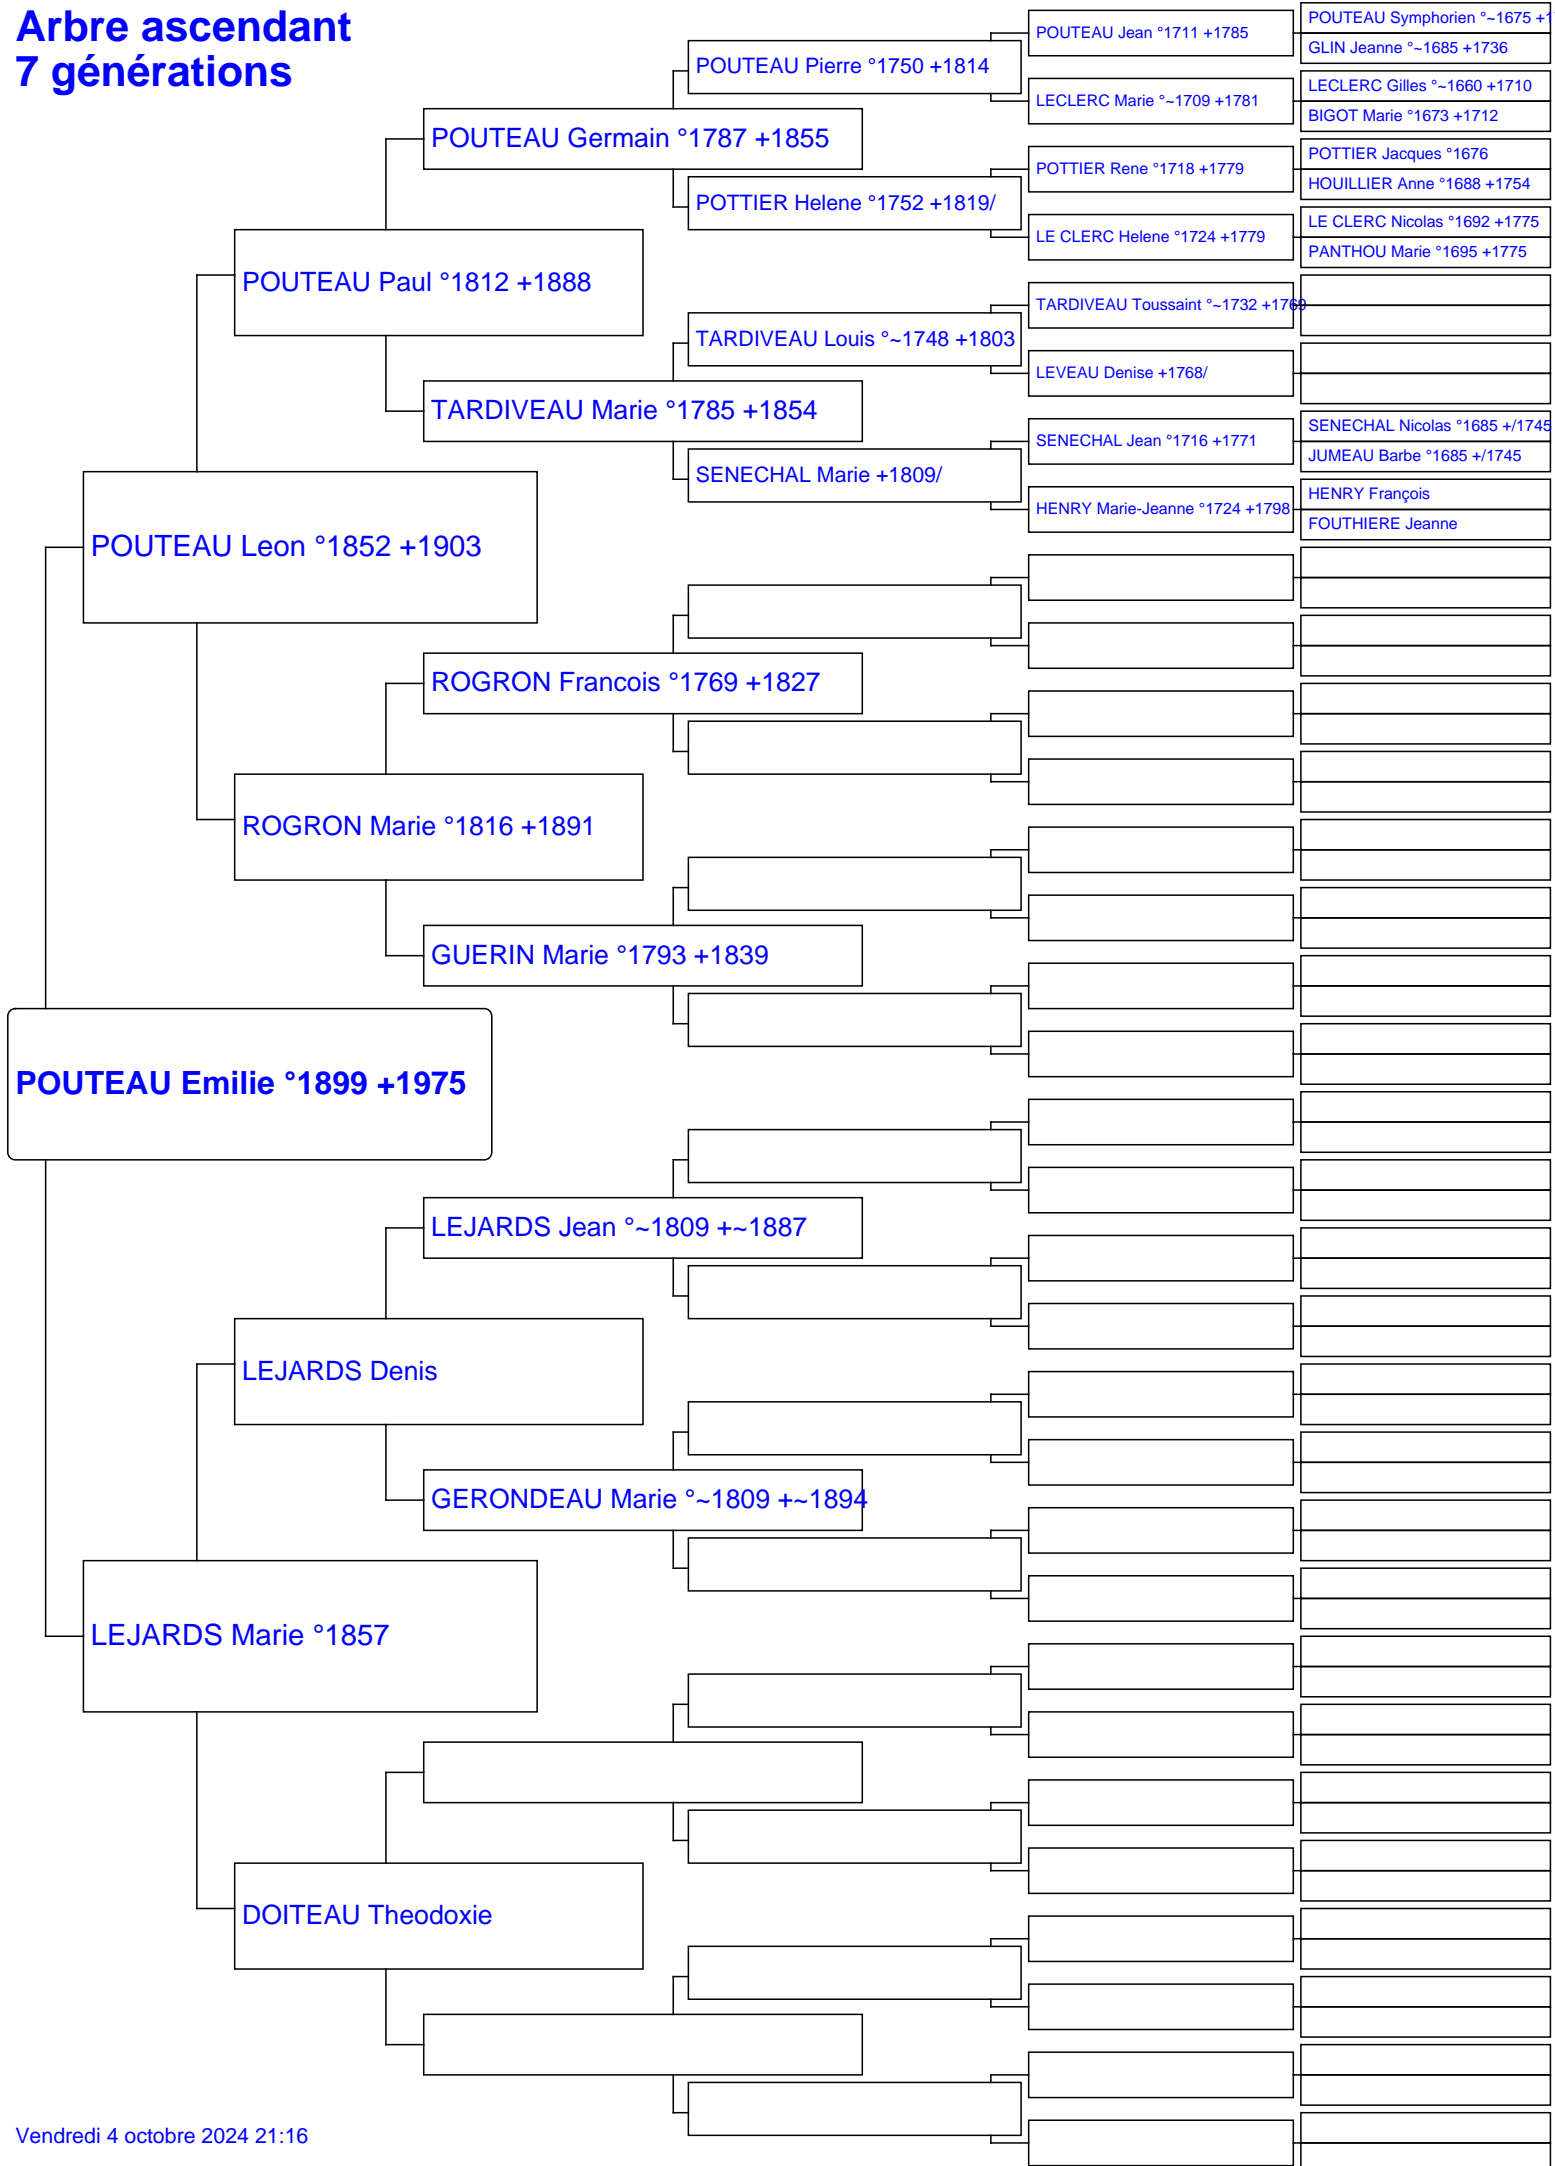 Arbre ascendant
7 générations
POUTEAU Emilie °1899 +1975
POUTEAU Leon °1852 +1903
LEJARDS Marie °1857
POUTEAU Paul °1812 +1888
ROGRON Marie °1816 +1891
LEJARDS Denis
DOITEAU Theodoxie
POUTEAU Germain °1787 +1855
TARDIVEAU Marie °1785 +1854
ROGRON Francois °1769 +1827
GUERIN Marie °1793 +1839
LEJARDS Jean °~1809 +~1887
GERONDEAU Marie °~1809 +~1894
POUTEAU Pierre °1750 +1814
POTTIER Helene °1752 +1819/
TARDIVEAU Louis °~1748 +1803
SENECHAL Marie +1809/
POUTEAU Jean °1711 +1785
LECLERC Marie °~1709 +1781
POTTIER Rene °1718 +1779
LE CLERC Helene °1724 +1779
TARDIVEAU Toussaint °~1732 +1769
LEVEAU Denise +1768/
SENECHAL Jean °1716 +1771
HENRY Marie-Jeanne °1724 +1798
POUTEAU Symphorien °~1675
GLIN Jeanne °~1685 +1736
LECLERC Gilles °~1660 +1710
BIGOT Marie °1673 +1712
POTTIER Jacques °1676
HOUILLIER Anne °1688 +1754
LE CLERC Nicolas °1692 +1775
PANTHOU Marie °1695 +1775
SENECHAL Nicolas °1685 +/1745
JUMEAU Barbe °1685 +/1745
HENRY François
FOUTHIERE Jeanne
Vendredi 4 octobre 2024 21:16